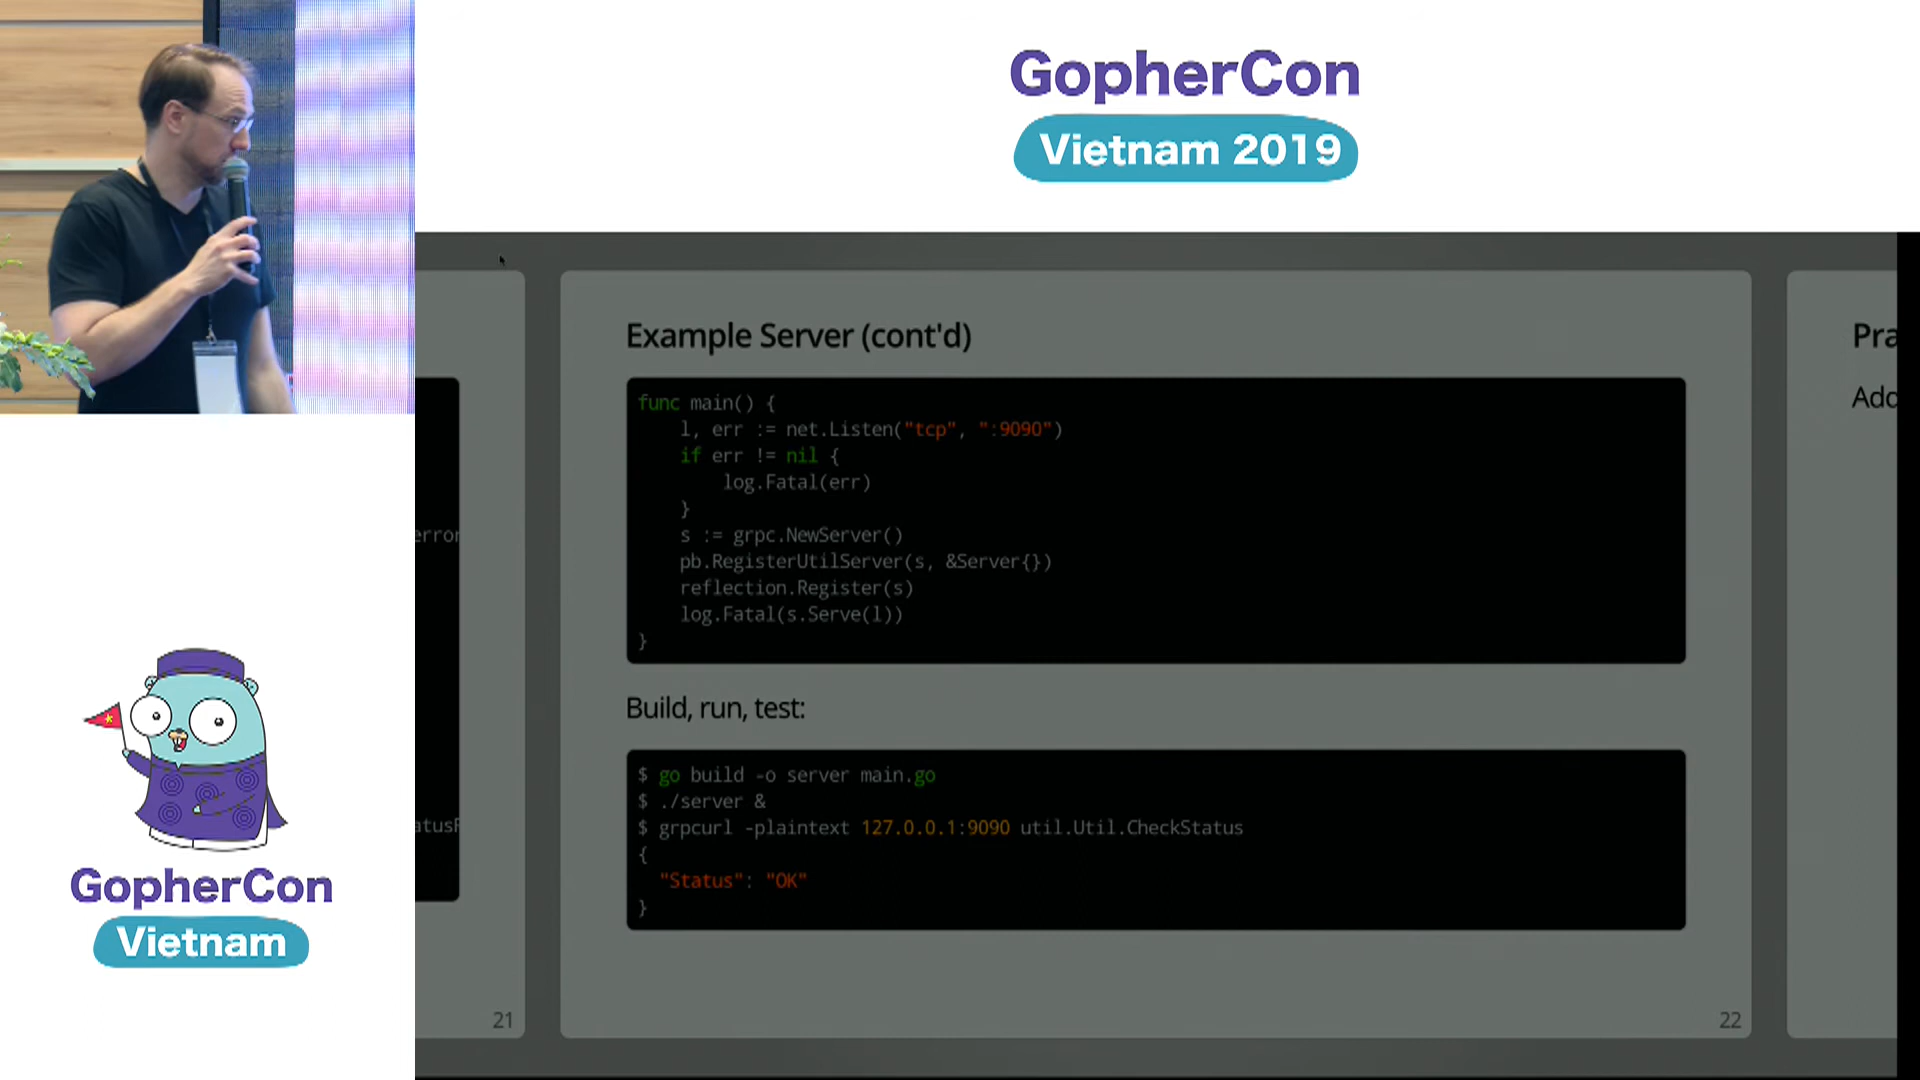 GopherCon
Vietnam 2019
Example Server (cont'd)
func main() {
    l, err := net.Listen("tcp", ":9090")
    if err != nil {
        log.Fatal(err)
    }
    s := grpc.NewServer()
    pb.RegisterUtilServer(s, &Server{})
    reflection.Register(s)
    log.Fatal(s.Serve(l))
}
Build, run, test:
$ go build -o server main.go
$ ./server &
$ grpcurl -plaintext 127.0.0.1:9090 util.Util.CheckStatus
{
  "Status": "OK"
}
22
21
GopherCon
Vietnam